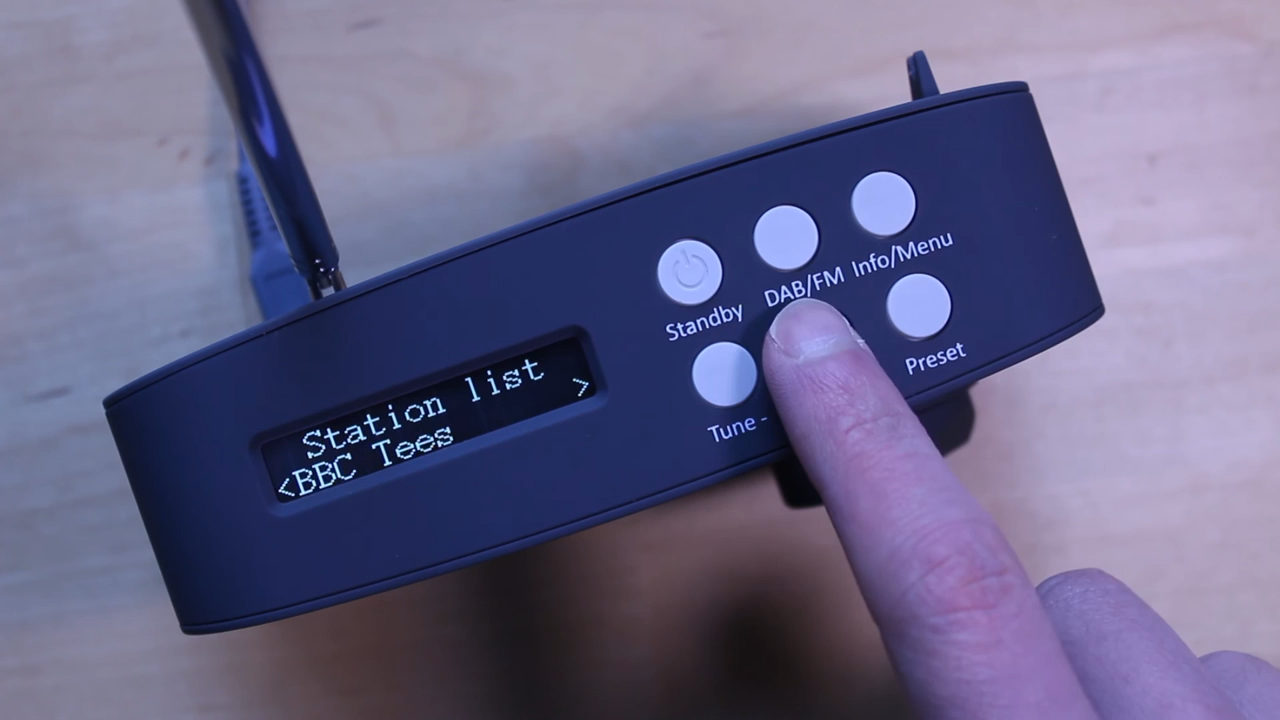 Station list
<BBC Tees >
Standby
DAB/FM
Info/Menu
Tune -
Preset